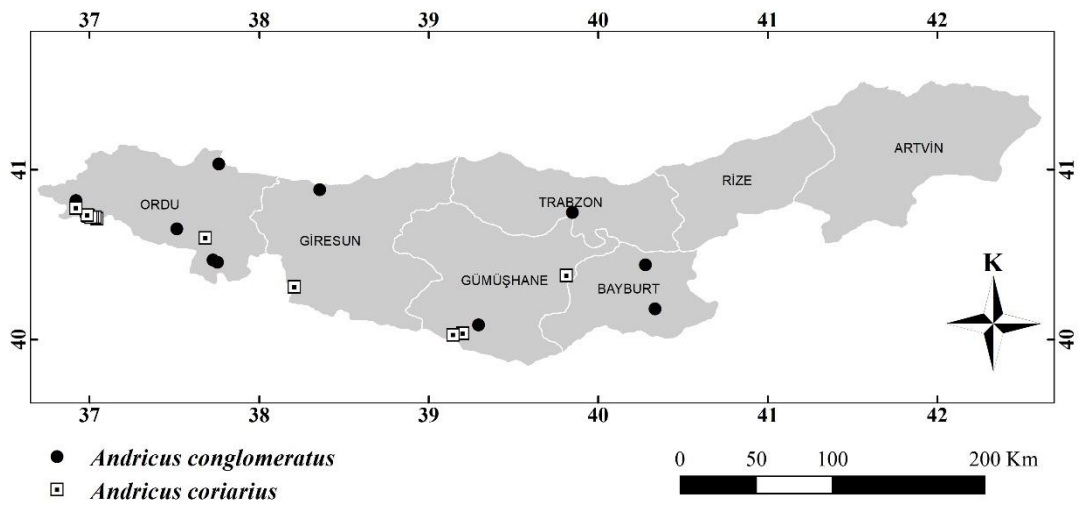 37 38 39 40 41 42
41 41
ARTVİN
RİZE
TRABZON
ORDU
GİRESUN
GÜMÜŞHANE
BAYBURT
K
40 40
37 38 39 40 41 42
Andricus conglomeratus
Andricus coriarius
0 50 100 200 Km